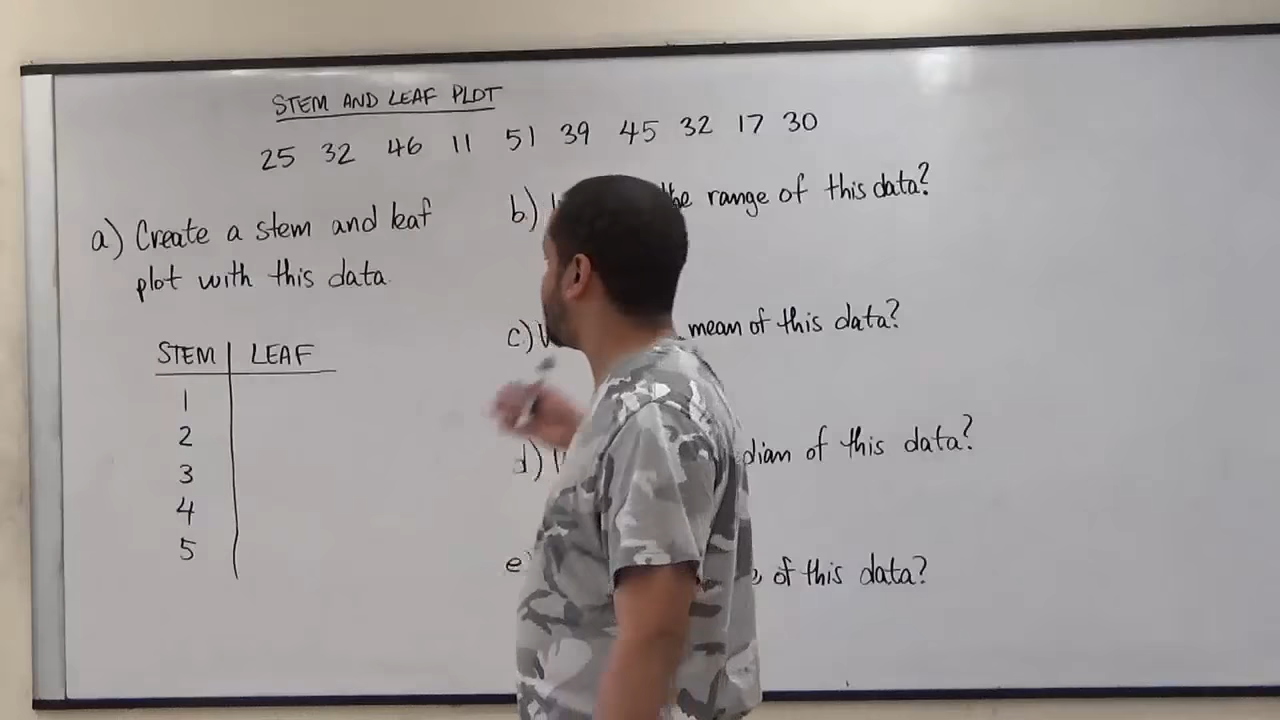 STEM AND LEAF PLOT
25 32 46 11 51 39 45 32 17 30
a) Create a stem and leaf
plot with this data.
STEM LEAF
1
2
3
4
5
b) the range of this data?
c) mean of this data?
d) of this data?
e) of this data?